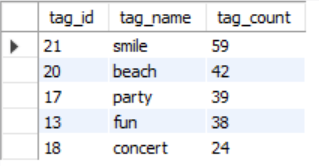 tag_id tag_name tag_count
21 smile 59
20 beach 42
17 party 39
13 fun 38
18 concert 24